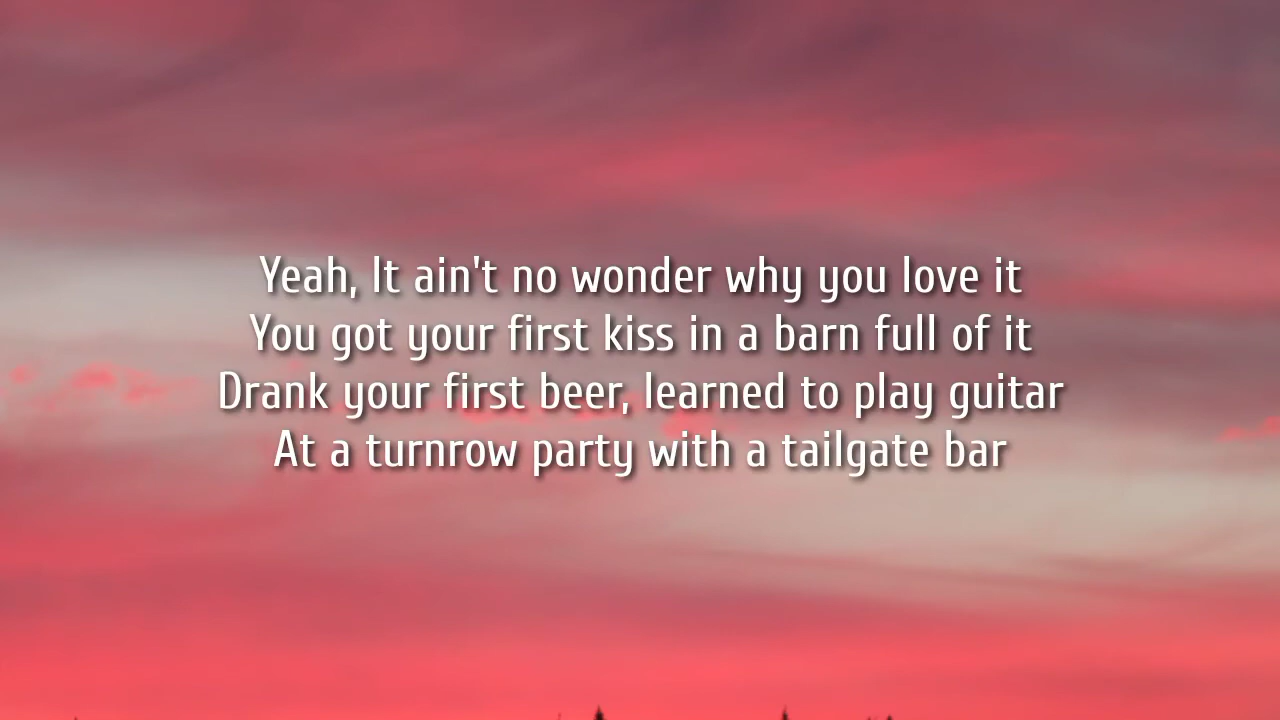 Yeah, It ain't no wonder why you love it
You got your first kiss in a barn full of it
Drank your first beer, learned to play guitar
At a turnrow party with a tailgate bar